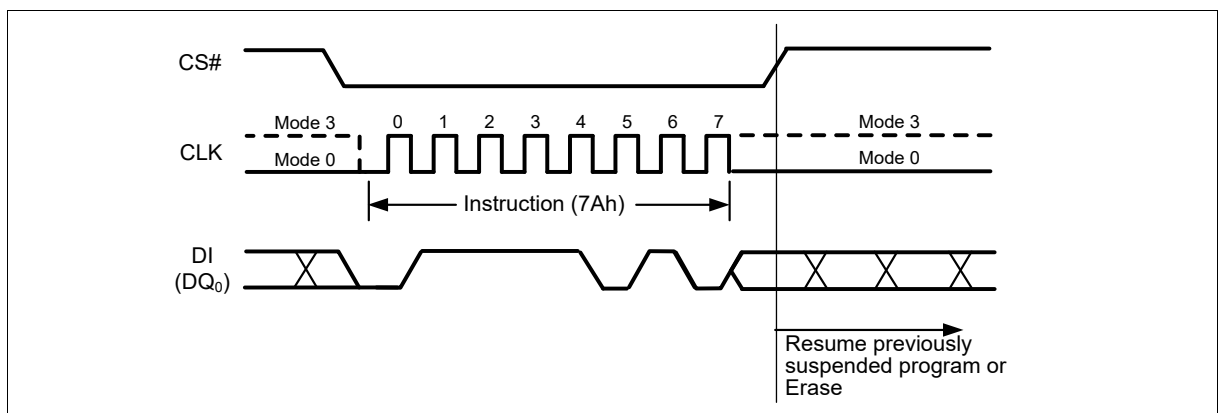 CS#
Mode 3
0 1 2 3 4 5 6 7
Mode 3
CLK
Mode 0
Mode 0
Instruction (7Ah)
DI
(DQ₀)
Resume previously
suspended program or
Erase